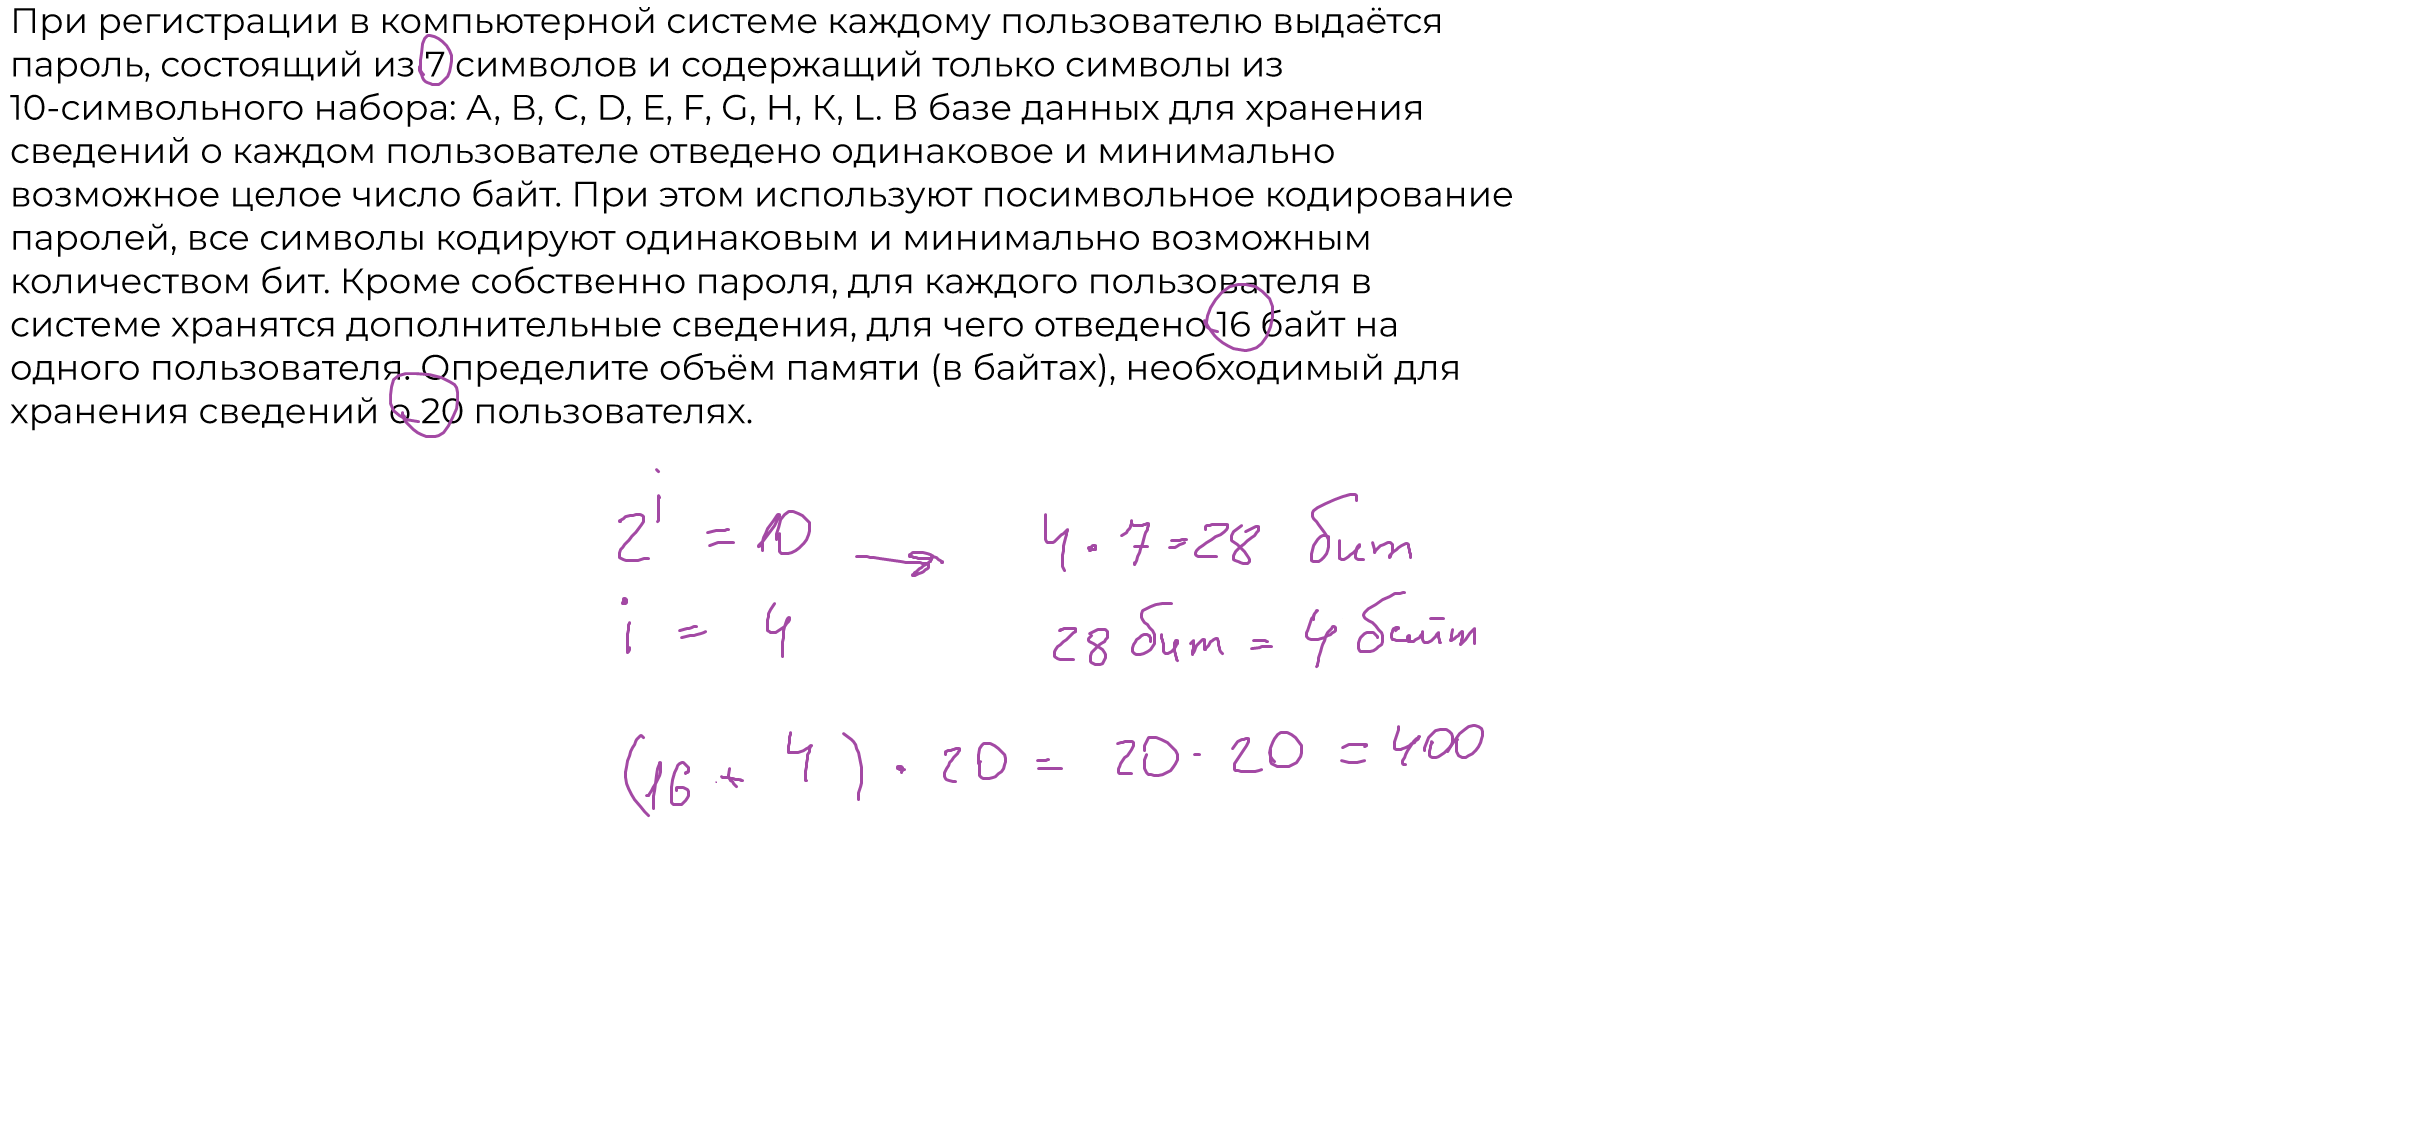 При регистрации в компьютерной системе каждому пользователю выдаётся
пароль, состоящий из 7 символов и содержащий только символы из
10-символьного набора: A, B, C, D, E, F, G, H, K, L. В базе данных для хранения
сведений о каждом пользователе отведено одинаковое и минимально
возможное целое число байт. При этом используют посимвольное кодирование
паролей, все символы кодируют одинаковым и минимально возможным
количеством бит. Кроме собственно пароля, для каждого пользователя в
системе хранятся дополнительные сведения, для чего отведено 16 байт на
одного пользователя. Определите объём памяти (в байтах), необходимый для
хранения сведений о 20 пользователях.
2^i = 10 → 4 · 7 = 28 бит
i = 4 28 бит = 4 байт
(16 + 4) · 20 = 20 · 20 = 400